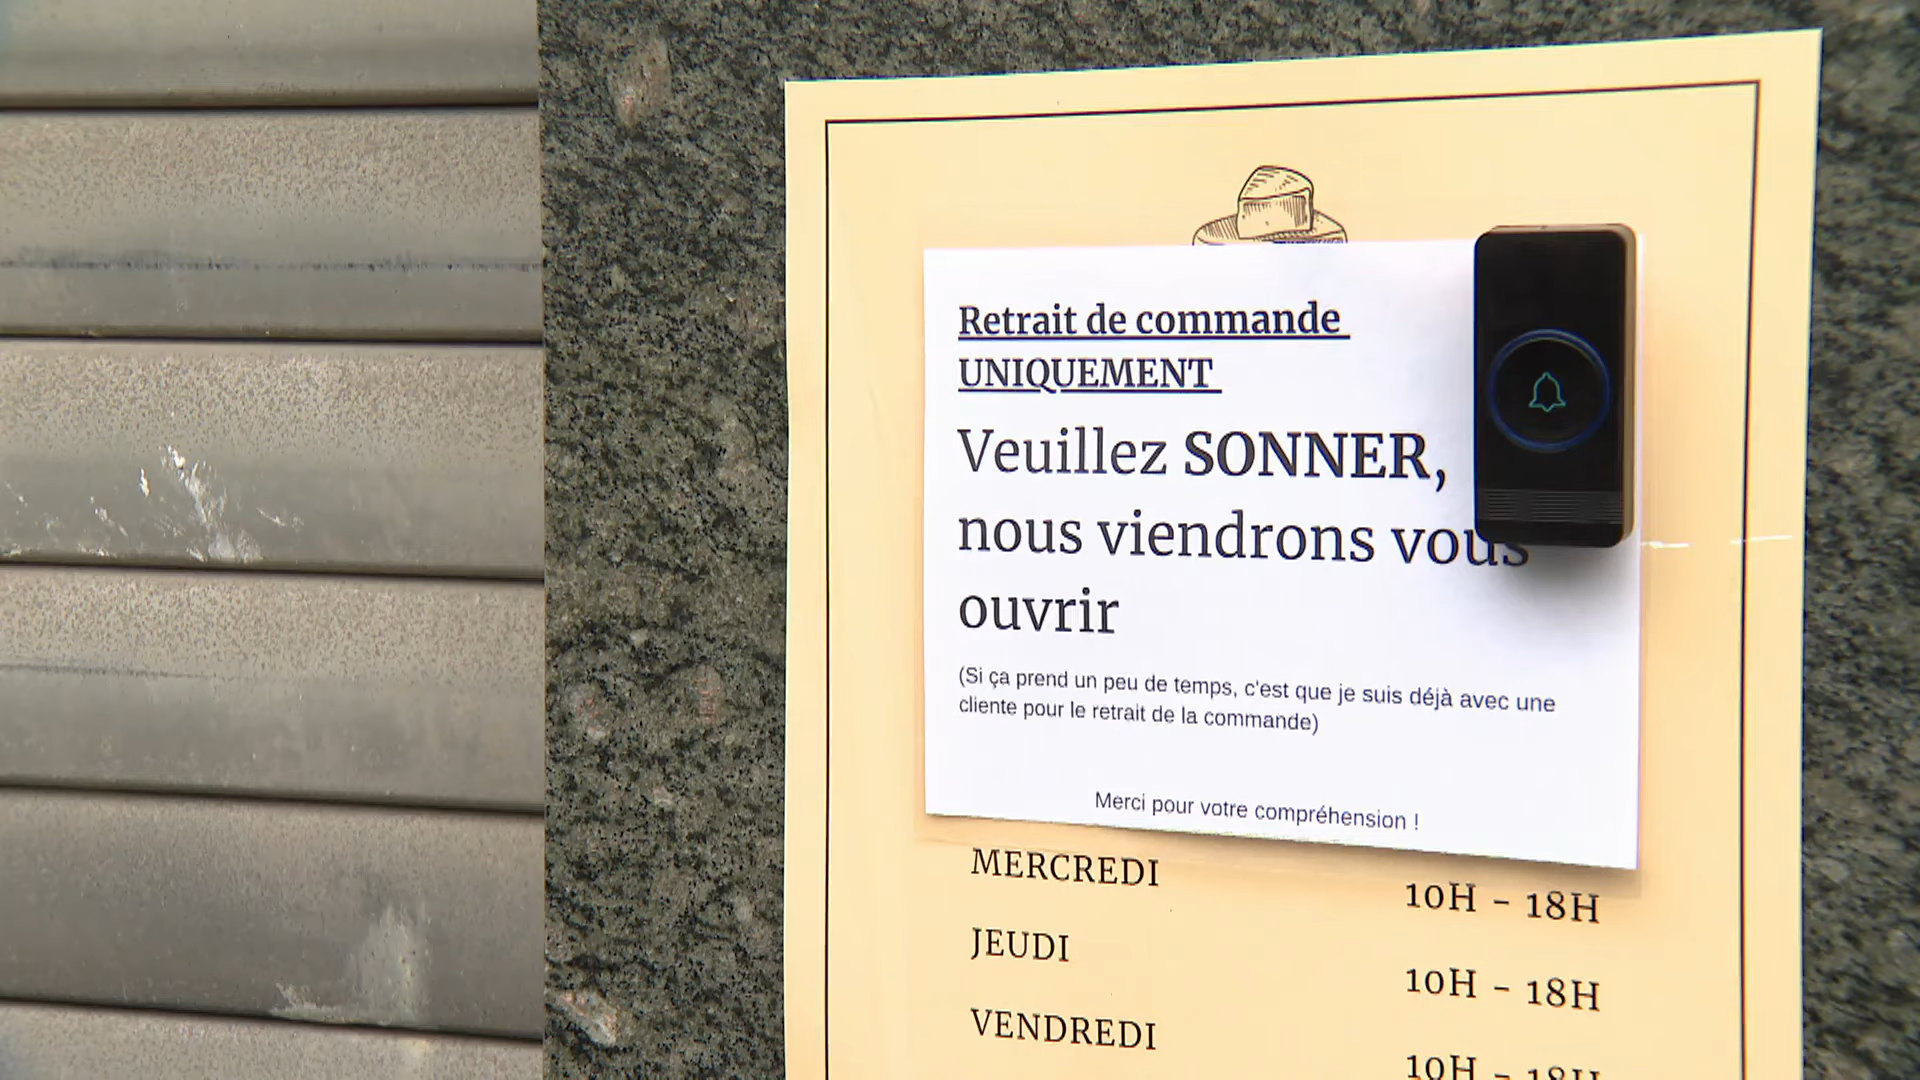 Retrait de commande
UNIQUEMENT
Veuillez SONNER,
nous viendrons vous
ouvrir
(Si ça prend un peu de temps, c'est que je suis déjà avec une
cliente pour le retrait de la commande)
Merci pour votre compréhension !
MERCREDI 10H - 18H
JEUDI 10H - 18H
VENDREDI 10H - 18H